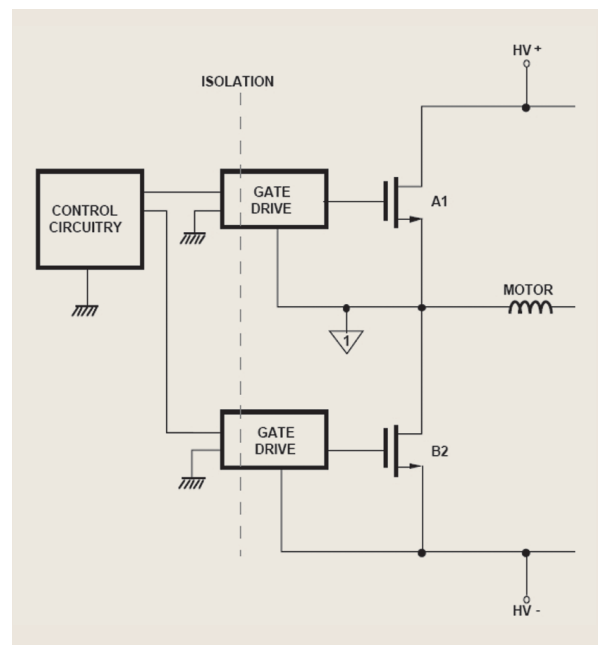 HV +
ISOLATION
GATE
DRIVE
A1
CONTROL
CIRCUITRY
MOTOR
1
GATE
DRIVE
B2
HV -